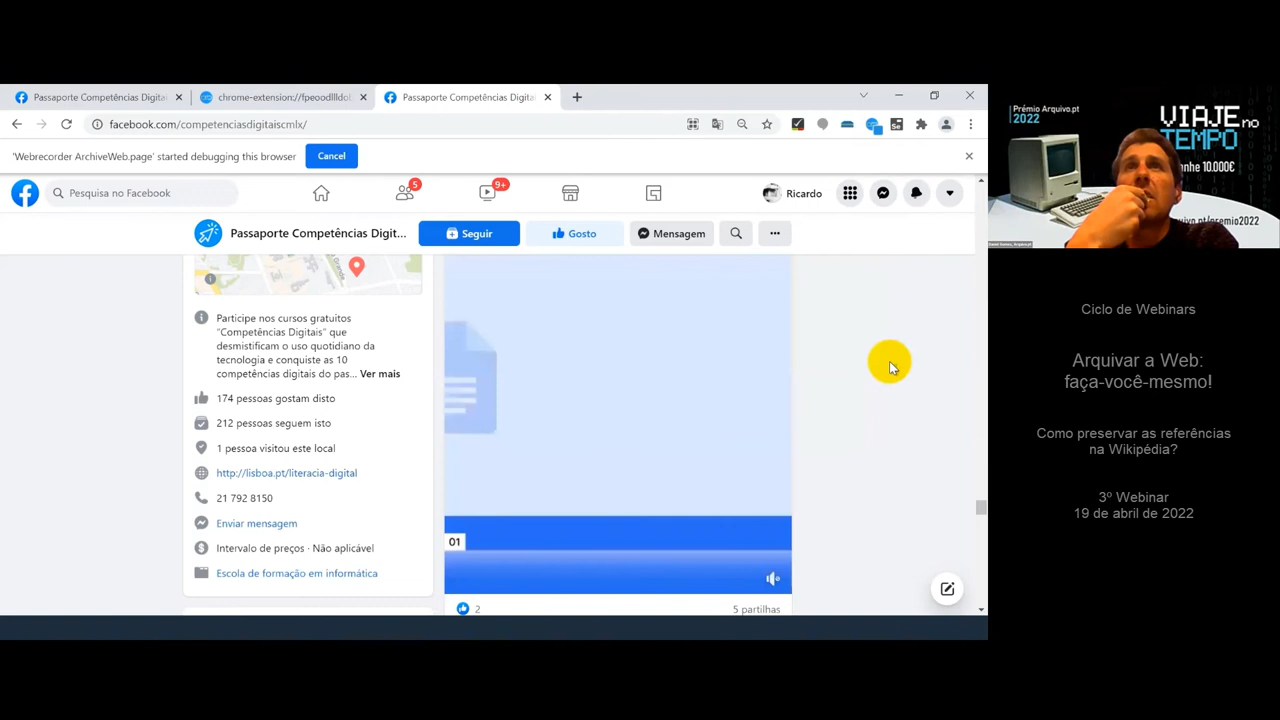 Passaporte Competências Digita
chrome-extension://fpeoodllldob
Passaporte Competências Digita
facebook.com/competenciasdigitaiscmlx/
'Webrecorder ArchiveWeb.page' started debugging this browser
Cancel
Pesquisa no Facebook
5
9+
Ricardo
Passaporte Competências Digit...
Seguir
Gosto
Mensagem
Participe nos cursos gratuitos
"Competências Digitais" que
desmistificam o uso quotidiano da
tecnologia e conquiste as 10
competências digitais do pas... Ver mais
174 pessoas gostam disto
212 pessoas seguem isto
1 pessoa visitou este local
http://lisboa.pt/literacia-digital
21 792 8150
Enviar mensagem
Intervalo de preços · Não aplicável
Escola de formação em informática
01
2
5 partilhas
Prémio Arquivo.pt
2022
VIAJE no
TEMPO
anhe 10.000€
quivo.pt/premio2022
Ciclo de Webinars
Arquivar a Web:
faça-você-mesmo!
Como preservar as referências
na Wikipédia?
3º Webinar
19 de abril de 2022